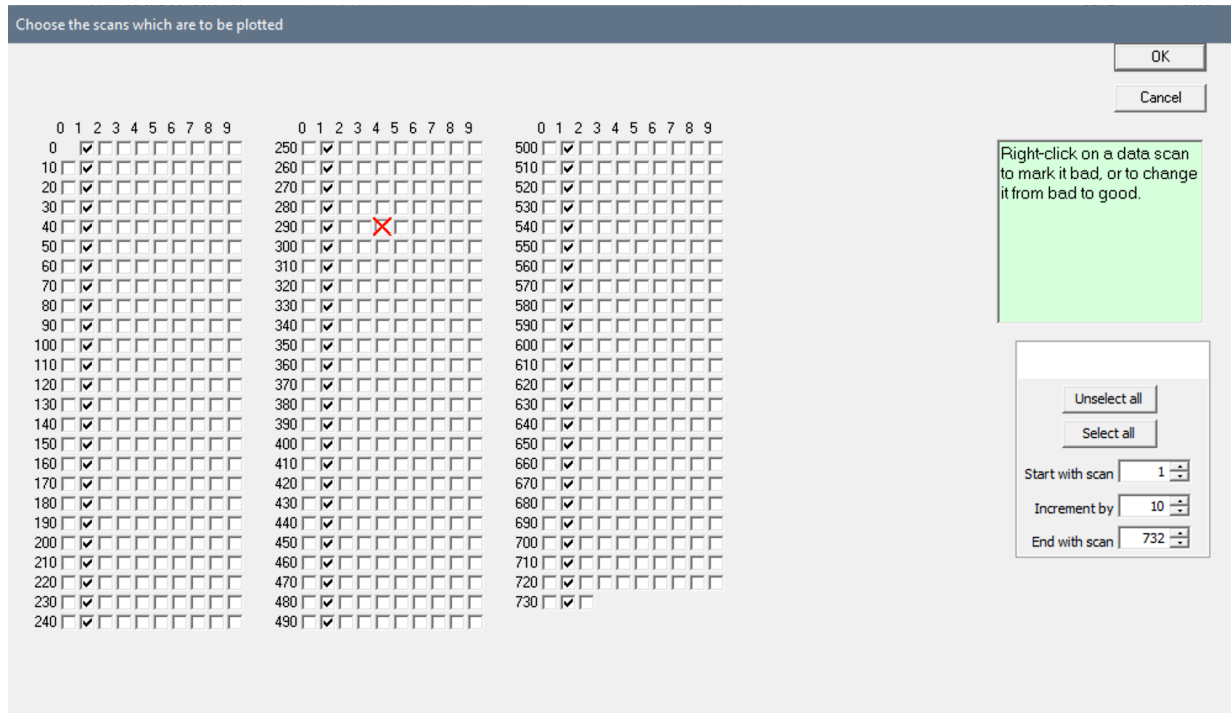 Choose the scans which are to be plotted
OK
Cancel
0 1 2 3 4 5 6 7 8 9 0 1 2 3 4 5 6 7 8 9 0 1 2 3 4 5 6 7 8 9
0 250 500
10 260 510
20 270 520
30 280 530
40 290 540
50 300 550
60 310 560
70 320 570
80 330 580
90 340 590
100 350 600
110 360 610
120 370 620
130 380 630
140 390 640
150 400 650
160 410 660
170 420 670
180 430 680
190 440 690
200 450 700
210 460 710
220 470 720
230 480 730
240 490
Right-click on a data scan
to mark it bad, or to change
it from bad to good.
Unselect all
Select all
Start with scan 1
Increment by 10
End with scan 732